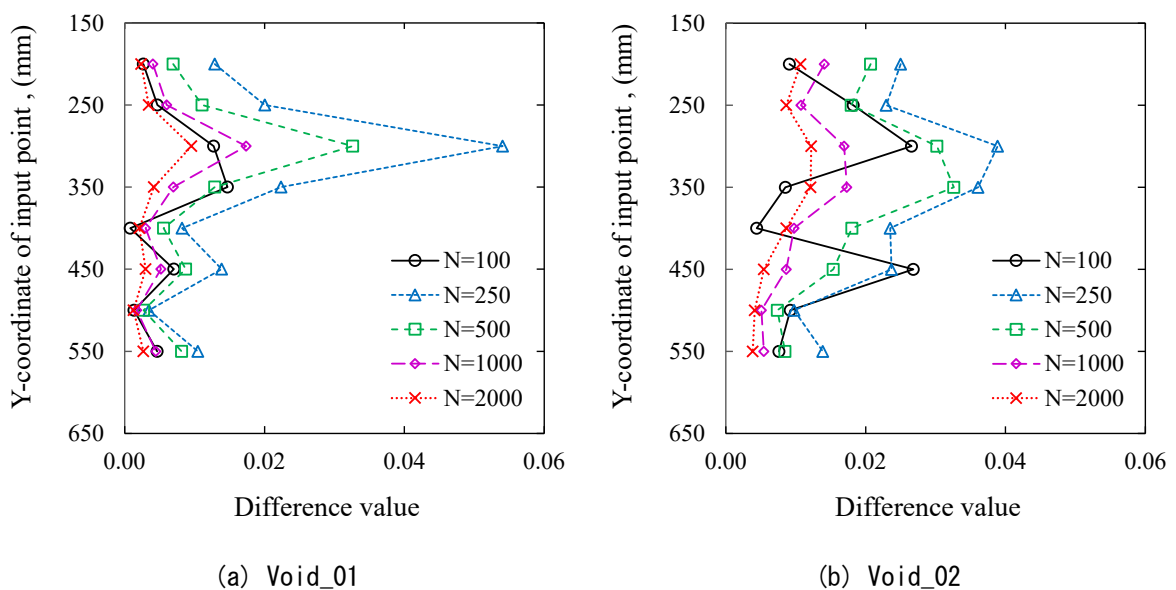 Y-coordinate of input point , (mm)
150
250
350
450
550
650
0.00 0.02 0.04 0.06
Difference value
N=100
N=250
N=500
N=1000
N=2000
(a) Void_01
Y-coordinate of input point , (mm)
150
250
350
450
550
650
0.00 0.02 0.04 0.06
Difference value
N=100
N=250
N=500
N=1000
N=2000
(b) Void_02